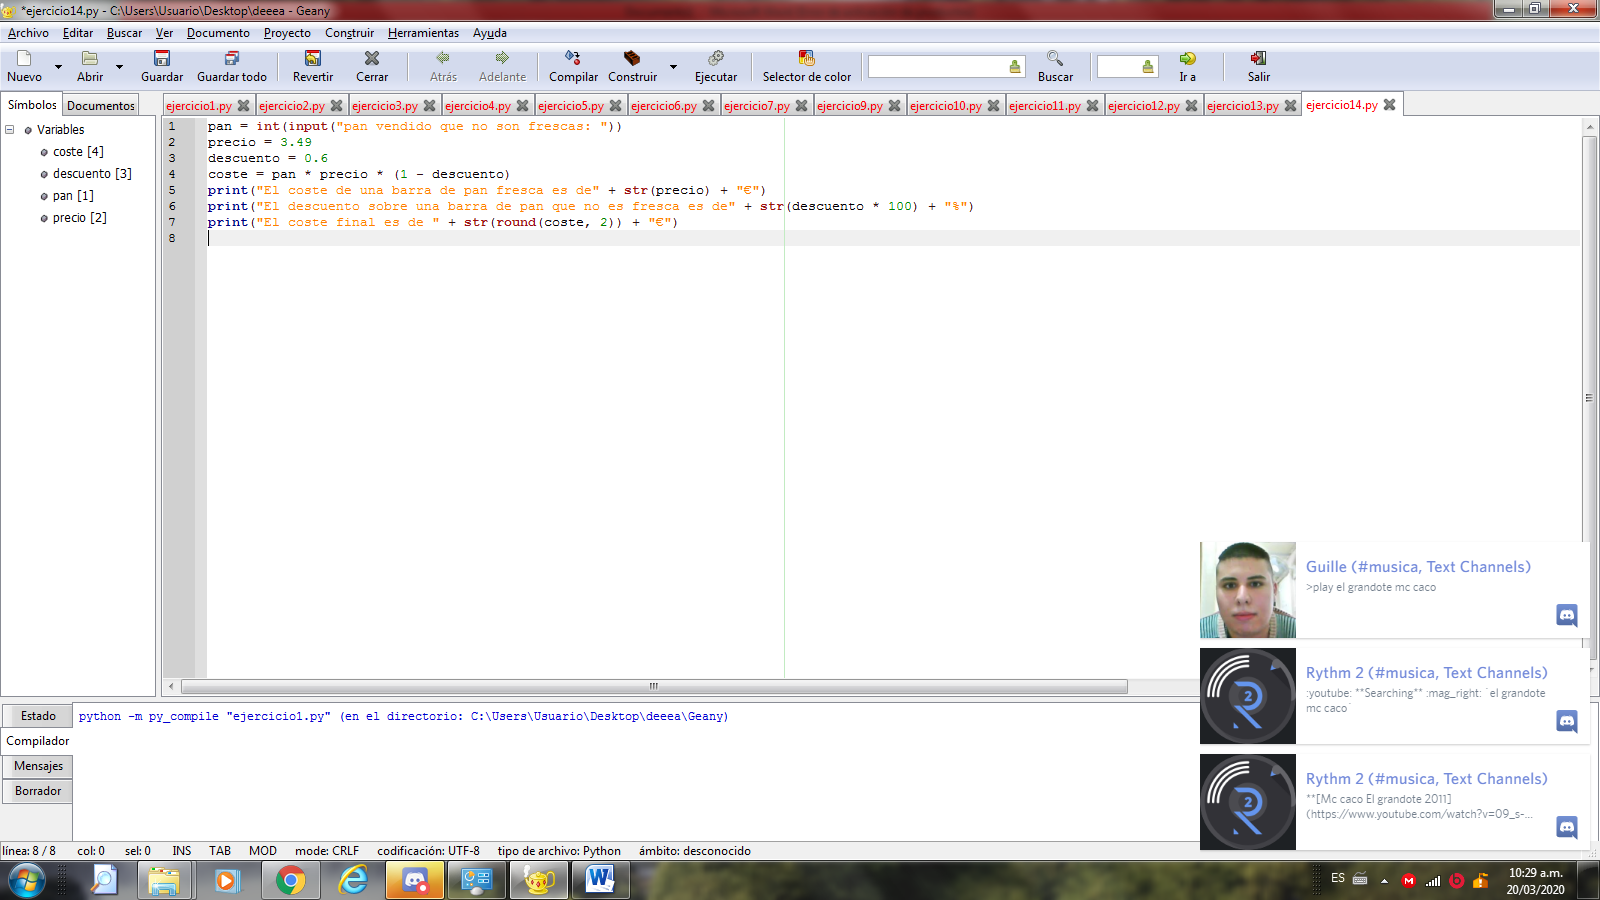 *ejercicio14.py - C:\Users\Usuario\Desktop\deeea - Geany
Archivo Editar Buscar Ver Documento Proyecto Construir Herramientas Ayuda
Nuevo Abrir Guardar Guardar todo Revertir Cerrar Atrás Adelante Compilar Construir Ejecutar Selector de color Buscar Ir a Salir
Símbolos Documentos
ejercicio1.py ejercicio2.py ejercicio3.py ejercicio4.py ejercicio5.py ejercicio6.py ejercicio7.py ejercicio9.py ejercicio10.py ejercicio11.py ejercicio12.py ejercicio13.py ejercicio14.py
Variables
coste [4]
descuento [3]
pan [1]
precio [2]
1 pan = int(input("pan vendido que no son frescas: "))
2 precio = 3.49
3 descuento = 0.6
4 coste = pan * precio * (1 - descuento)
5 print("El coste de una barra de pan fresca es de" + str(precio) + "€")
6 print("El descuento sobre una barra de pan que no es fresca es de" + str(descuento * 100) + "%")
7 print("El coste final es de " + str(round(coste, 2)) + "€")
8
Guille (#musica, Text Channels)
>play el grandote mc caco
Rythm 2 (#musica, Text Channels)
:youtube: **Searching** :mag_right: `el grandote
mc caco`
Rythm 2 (#musica, Text Channels)
**[Mc caco El grandote 2011]
(https://www.youtube.com/watch?v=09_s-...
Estado
Compilador
Mensajes
Borrador
python -m py_compile "ejercicio1.py" (en el directorio: C:\Users\Usuario\Desktop\deeea\Geany)
línea: 8 / 8 col: 0 sel: 0 INS TAB MOD mode: CRLF codificación: UTF-8 tipo de archivo: Python ámbito: desconocido
ES
10:29 a.m.
20/03/2020